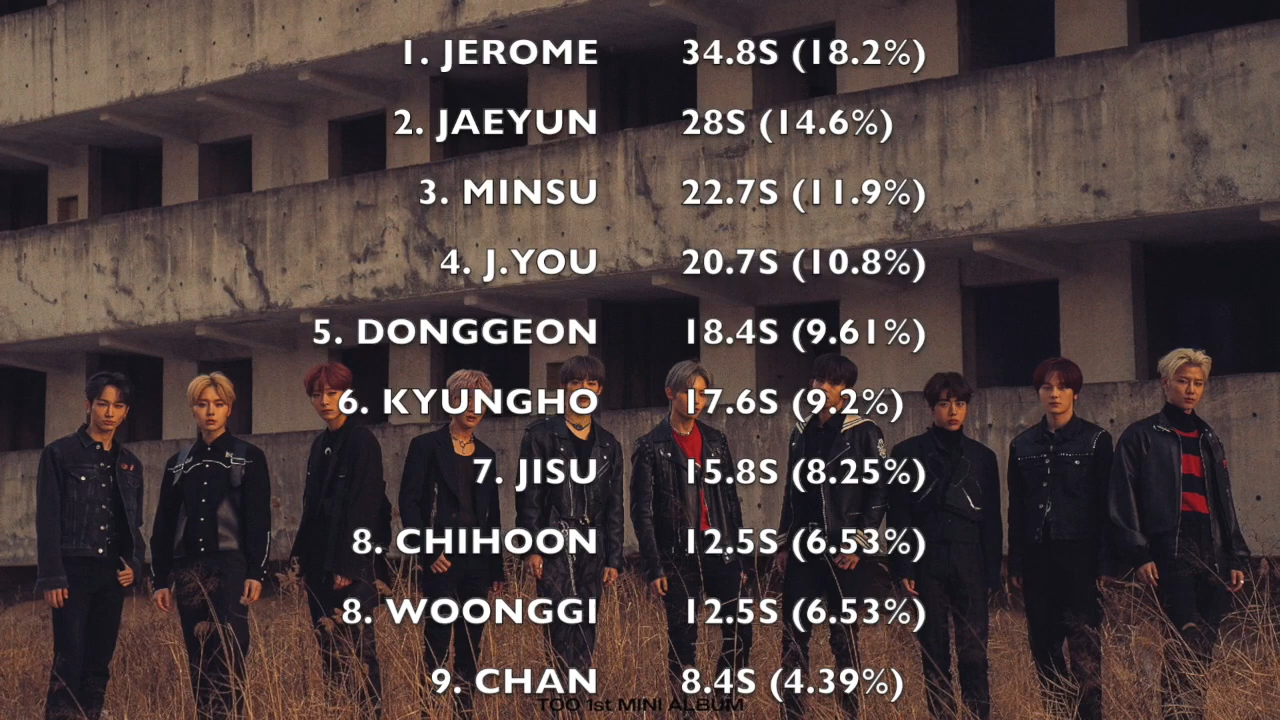 1. JEROME 34.8S (18.2%)
2. JAEYUN 28S (14.6%)
3. MINSU 22.7S (11.9%)
4. J.YOU 20.7S (10.8%)
5. DONGGEON 18.4S (9.61%)
6. KYUNGHO 17.6S (9.2%)
7. JISU 15.8S (8.25%)
8. CHIHOON 12.5S (6.53%)
8. WOONGGI 12.5S (6.53%)
9. CHAN 8.4S (4.39%)
TOO 1st MINI ALBUM